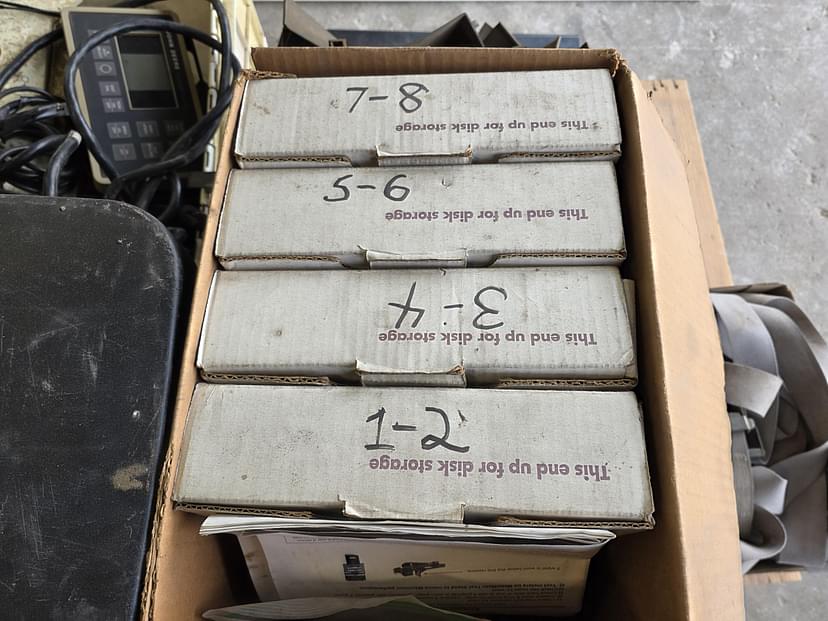 7-8
This end up for disk storage
5-6
This end up for disk storage
3-4
This end up for disk storage
1-2
This end up for disk storage